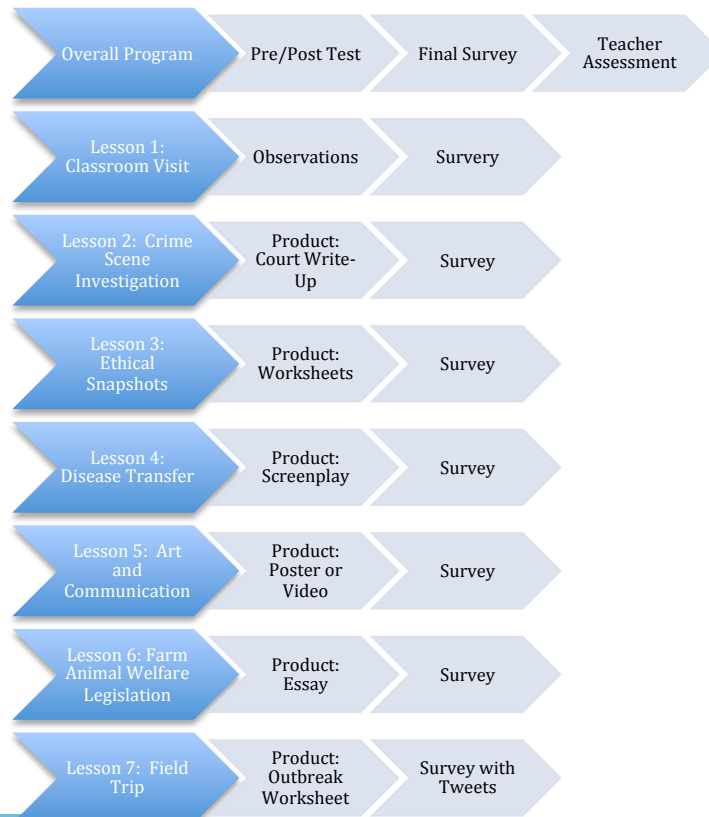 Overall Program
Pre/Post Test
Final Survey
Teacher
Assessment
Lesson 1:
Classroom Visit
Observations
Survery
Lesson 2:  Crime
Scene
Investigation
Product:
Court Write-
Up
Survey
Lesson 3:
Ethical
Snapshots
Product:
Worksheets
Survey
Lesson 4:
Disease Transfer
Product:
Screenplay
Survey
Lesson 5:  Art
and
Communication
Product:
Poster or
Video
Survey
Lesson 6: Farm
Animal Welfare
Legislation
Product:
Essay
Survey
Lesson 7:  Field
Trip
Product:
Outbreak
Worksheet
Survey with
Tweets